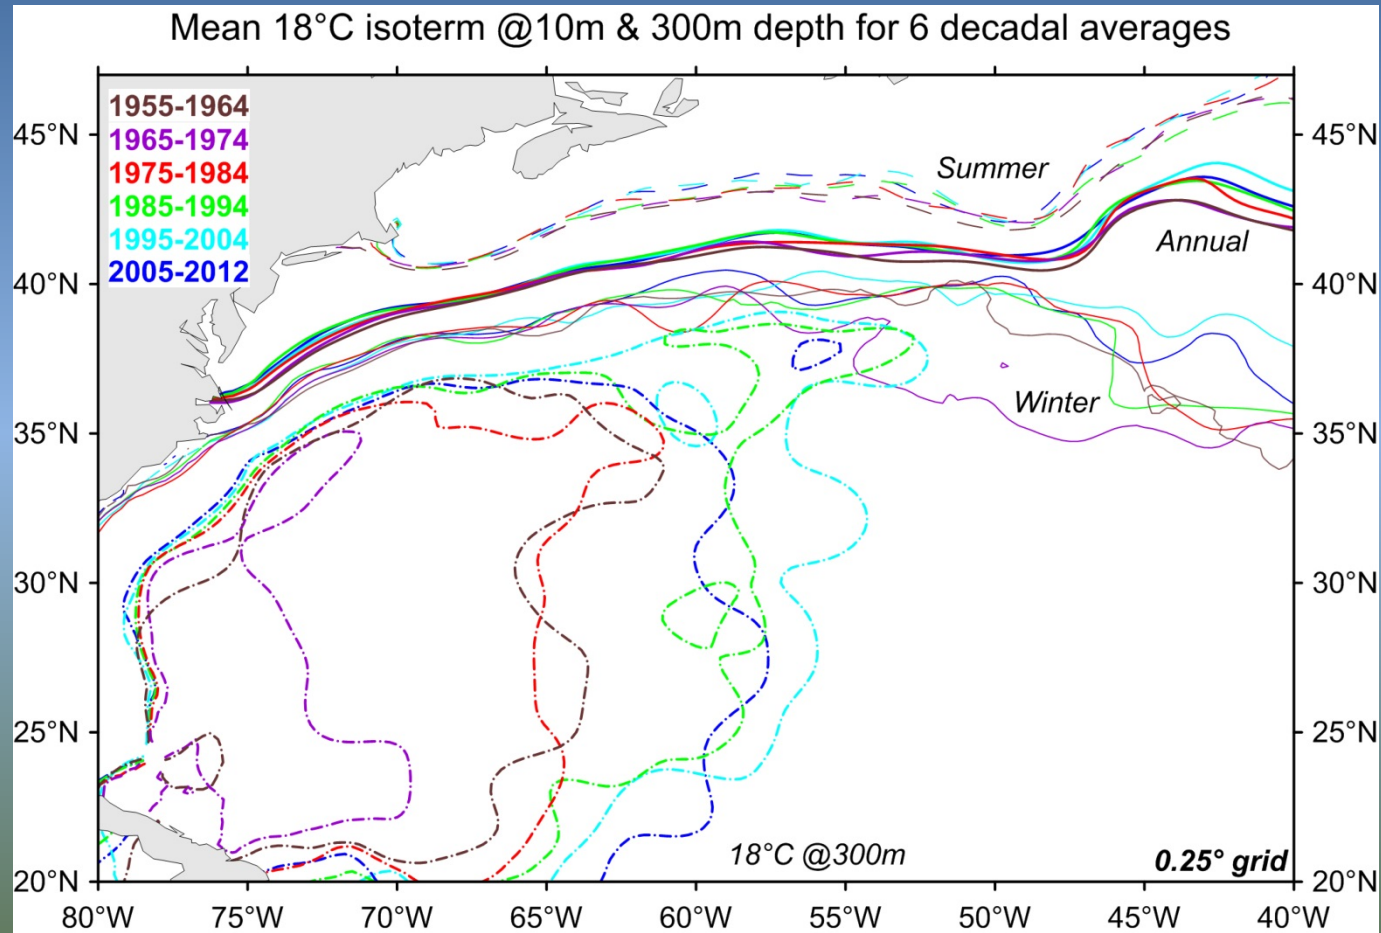 Mean 18°C isoterm @10m & 300m depth for 6 decadal averages
1955-1964
1965-1974
1975-1984
1985-1994
1995-2004
2005-2012
45°N
45°N
Summer
Annual
40°N
40°N
Winter
35°N
35°N
30°N
30°N
25°N
25°N
18°C @300m
0.25° grid
20°N
20°N
80°W 75°W 70°W 65°W 60°W 55°W 50°W 45°W 40°W